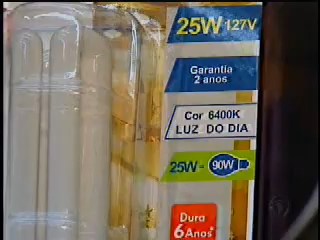 25W 127V
Garantia
2 anos
Cor 6400K
LUZ DO DIA
25W = 90W
Dura
6 Anos*